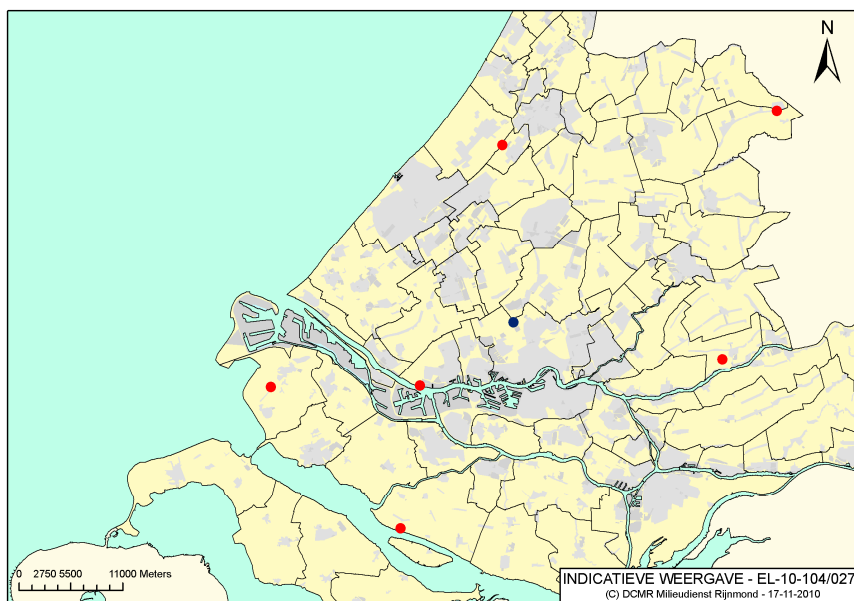 N
0 2750 5500 11000 Meters
INDICATIEVE WEERGAVE - EL-10-104/027
(C) DCMR Milieudienst Rijnmond - 17-11-2010